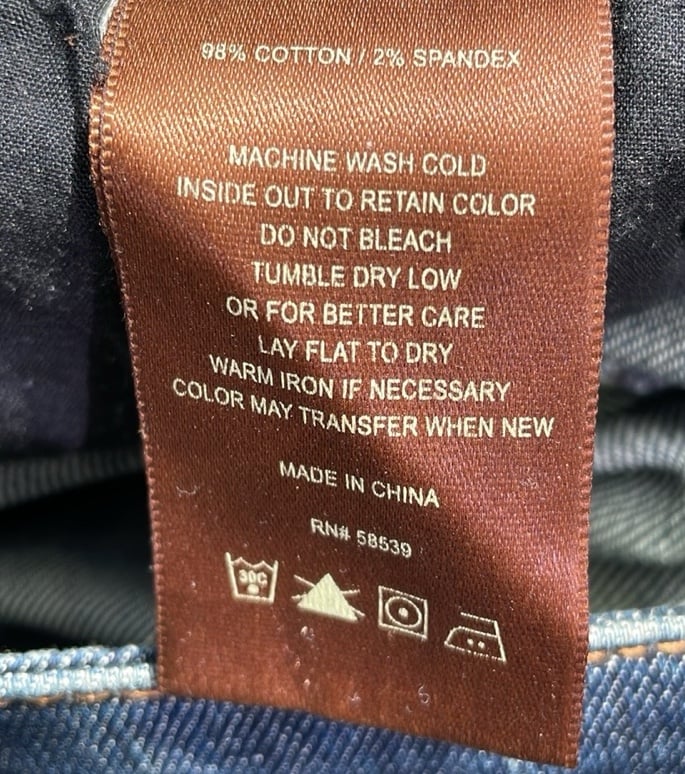 98% COTTON / 2% SPANDEX
MACHINE WASH COLD
INSIDE OUT TO RETAIN COLOR
DO NOT BLEACH
TUMBLE DRY LOW
OR FOR BETTER CARE
LAY FLAT TO DRY
WARM IRON IF NECESSARY
COLOR MAY TRANSFER WHEN NEW
MADE IN CHINA
RN# 58539
30C